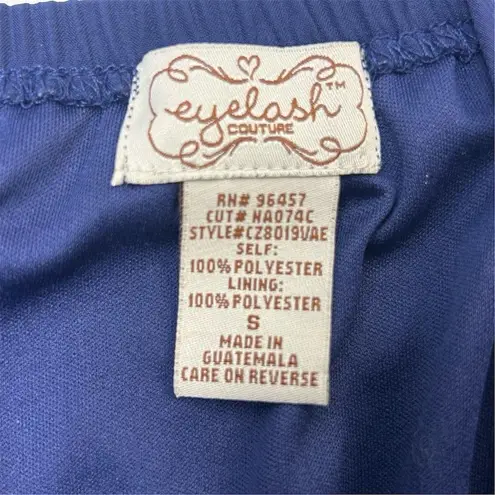 eyelash™
COUTURE
RN# 96457
CUT# NA074C
STYLE#CZ8019VAE
SELF:
100% POLYESTER
LINING:
100% POLYESTER
S
MADE IN
GUATEMALA
CARE ON REVERSE